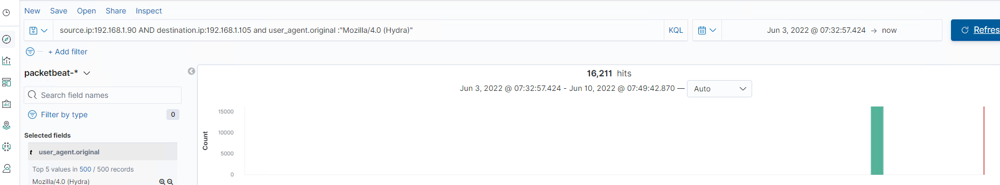 New Save Open Share Inspect
source.ip:192.168.1.90 AND destination.ip:192.168.1.105 and user_agent.original :"Mozilla/4.0 (Hydra)" KQL Jun 3, 2022 @ 07:32:57.424 → now Refres
+ Add filter
packetbeat-*
16,211 hits
Jun 3, 2022 @ 07:32:57.424 - Jun 10, 2022 @ 07:49:42.870 — Auto
Search field names
Filter by type 0
Selected fields
t user_agent.original
Top 5 values in 500 / 500 records
Mozilla/4.0 (Hydra)
Count
15000
10000
5000
0